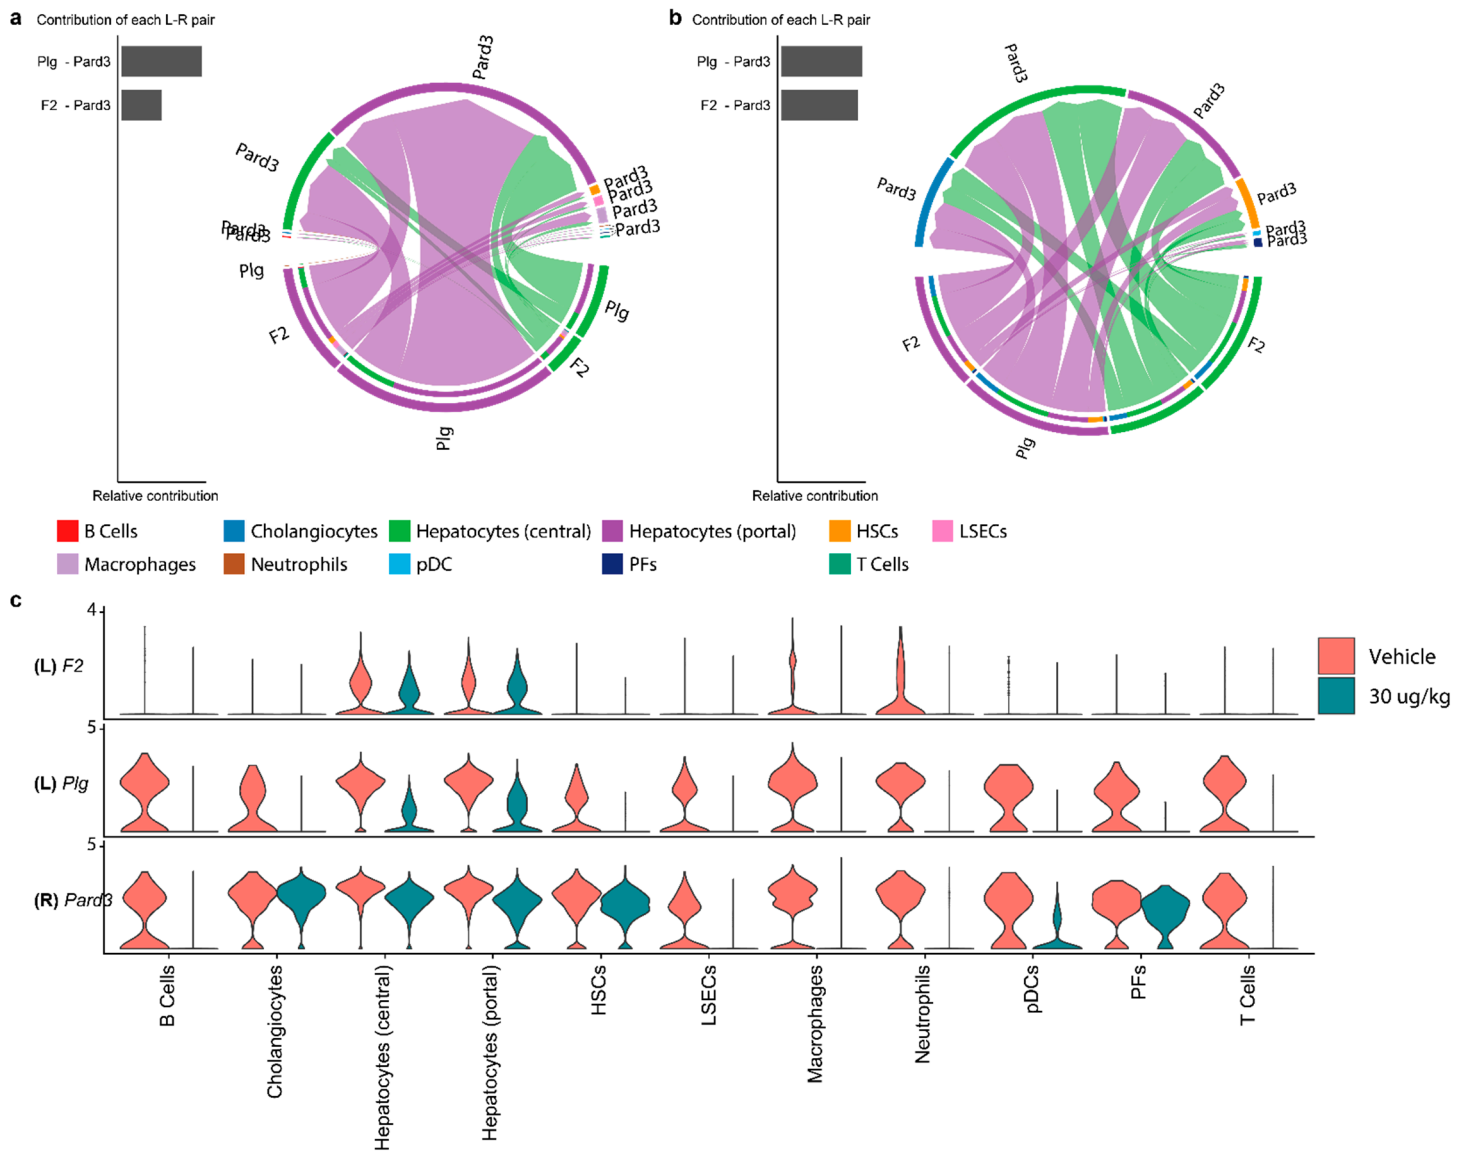 a
Contribution of each L-R pair
Plg - Pard3
F2 - Pard3
Relative contribution
Pard3
Pard3
Pard3
Pard3
Pard3
Pard3
Pard3
Pard3
Plg
F2
Plg
F2
Plg
b
Contribution of each L-R pair
Plg - Pard3
F2 - Pard3
Relative contribution
Pard3
Pard3
Pard3
Pard3
Pard3
Pard3
F2
Plg
F2
B Cells
Cholangiocytes
Hepatocytes (central)
Hepatocytes (portal)
HSCs
LSECs
Macrophages
Neutrophils
pDC
PFs
T Cells
c
4
(L) F2
5
(L) Plg
5
(R) Pard3
Vehicle
30 ug/kg
B Cells
Cholangiocytes
Hepatocytes (central)
Hepatocytes (portal)
HSCs
LSECs
Macrophages
Neutrophils
pDCs
PFs
T Cells